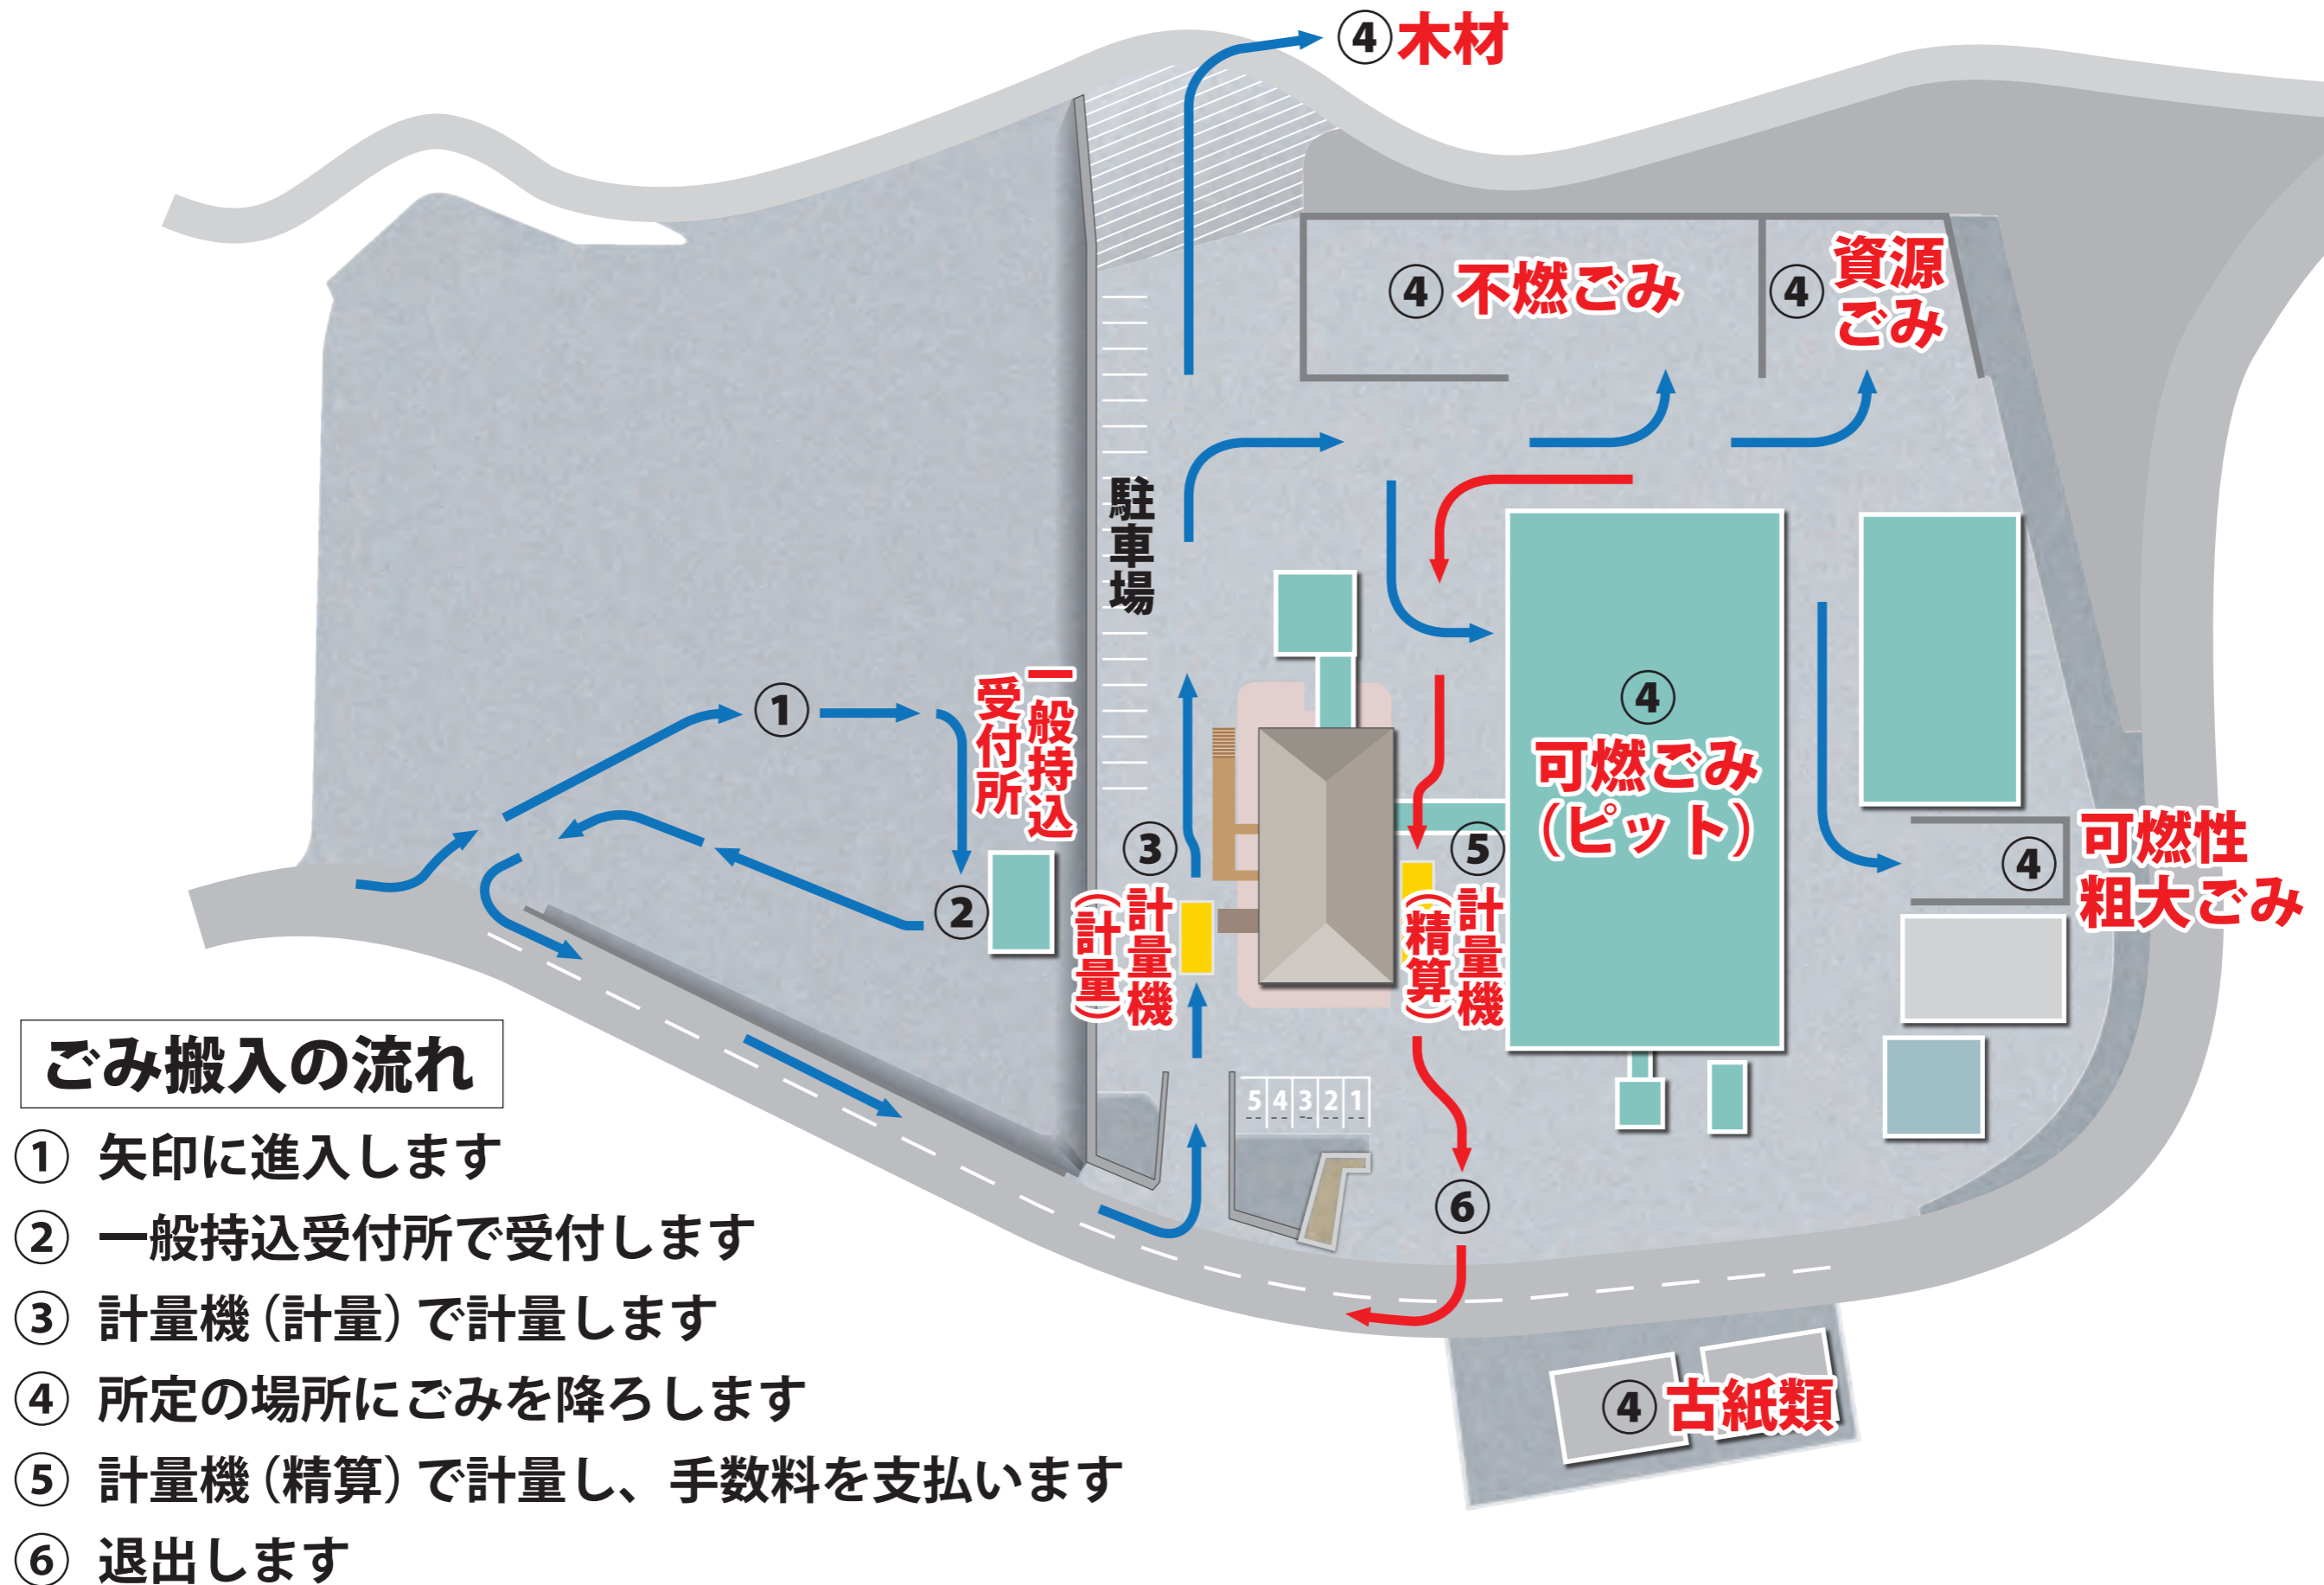 ④木材
④不燃ごみ
④資源
ごみ
駐車場
①
一般持込
受付所
②
③
計量機
（計量）
⑤
計量機
（精算）
④
可燃ごみ
（ピット）
④
可燃性
粗大ごみ
5 4 3 2 1
⑥
④古紙類
ごみ搬入の流れ
① 矢印に進入します
② 一般持込受付所で受付します
③ 計量機（計量）で計量します
④ 所定の場所にごみを降ろします
⑤ 計量機（精算）で計量し、手数料を支払います
⑥ 退出します